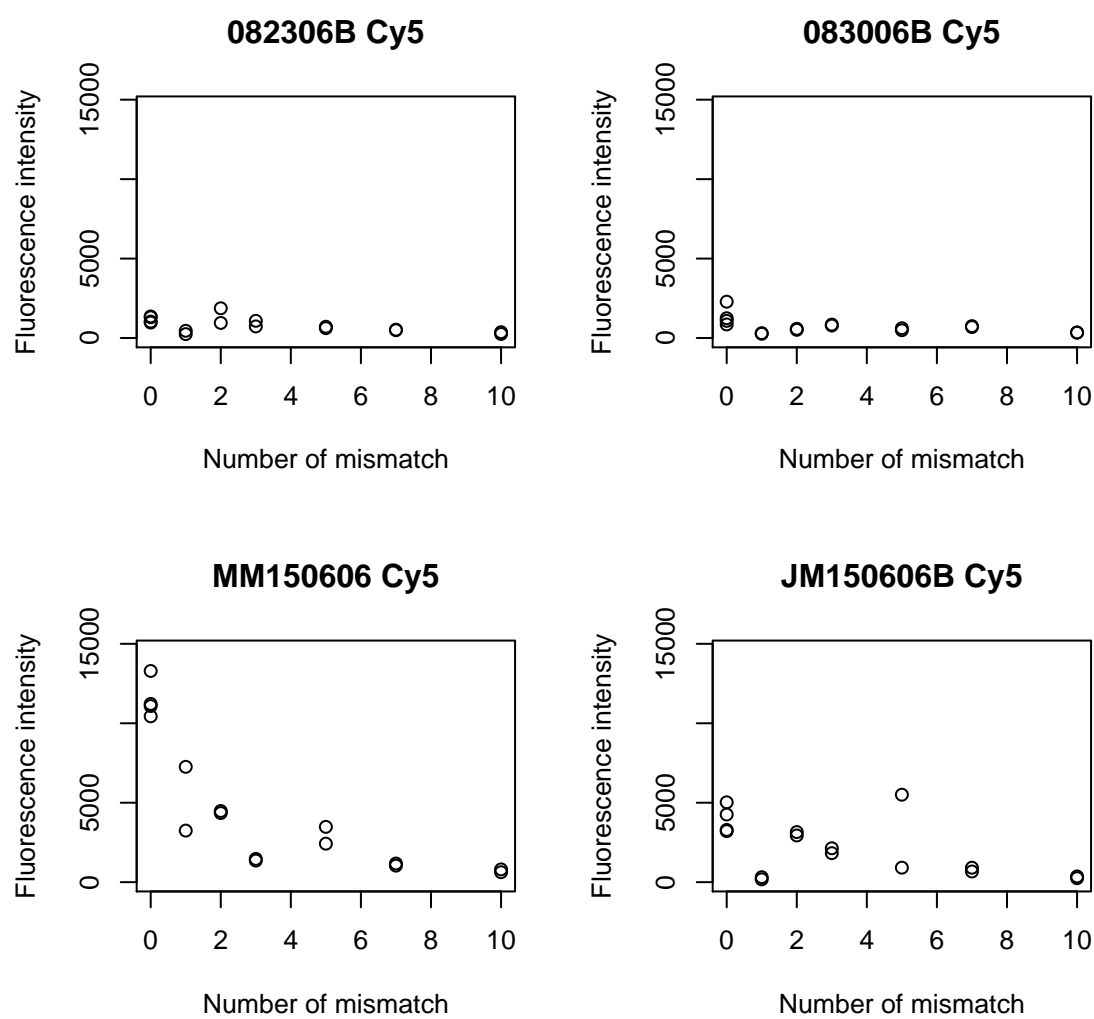 082306B Cy5
Fluorescence intensity
15000
5000
0
0 2 4 6 8 10
Number of mismatch
083006B Cy5
Fluorescence intensity
15000
5000
0
0 2 4 6 8 10
Number of mismatch
MM150606 Cy5
Fluorescence intensity
15000
5000
0
0 2 4 6 8 10
Number of mismatch
JM150606B Cy5
Fluorescence intensity
15000
5000
0
0 2 4 6 8 10
Number of mismatch